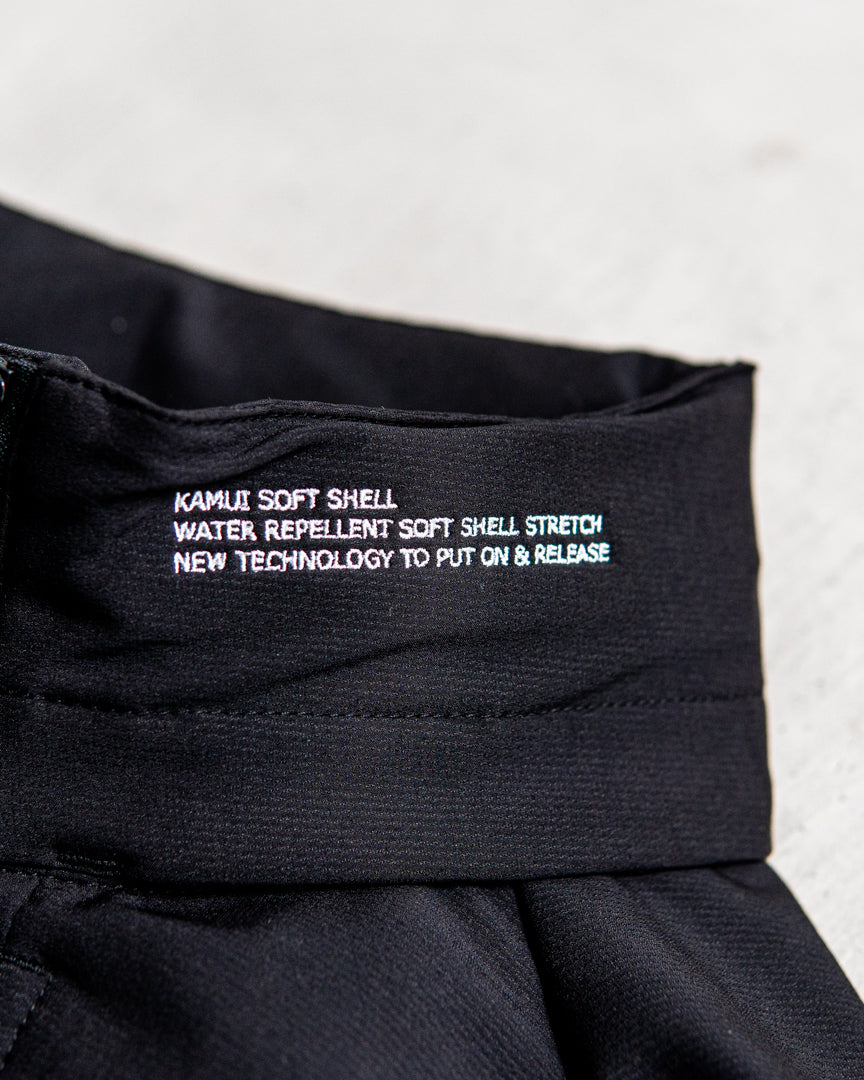 KAMUI SOFT SHELL
WATER REPELLENT SOFT SHELL STRETCH
NEW TECHNOLOGY TO PUT ON & RELEASE